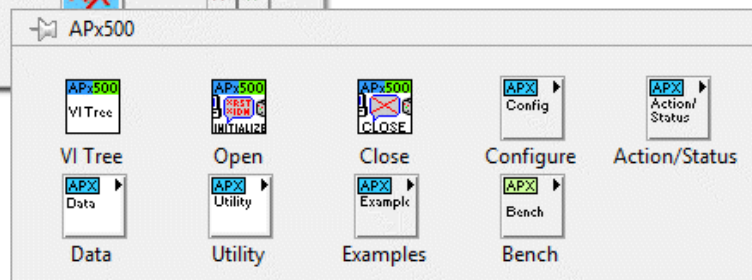 APx500
APx500 APx500 APx500 APX APX
VI Tree *RST *IDN INITIALIZE CLOSE Config Action/ Status
VI Tree Open Close Configure Action/Status
APX APX APX APX
Data Utility Example Bench
Data Utility Examples Bench